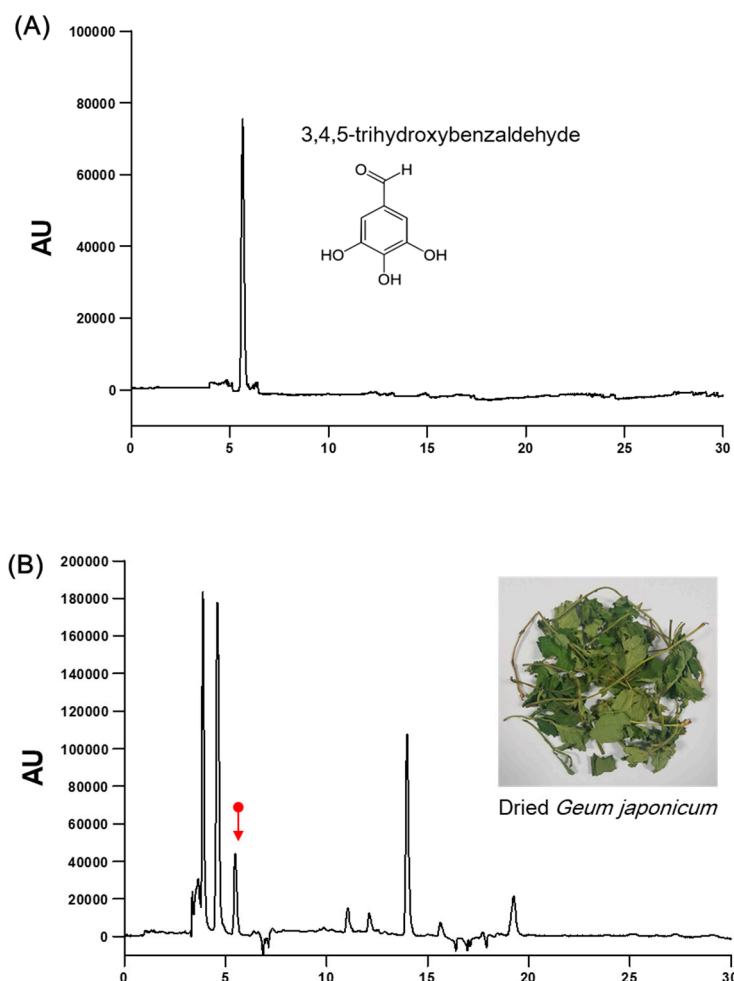 (A)
100000
80000
60000
40000
20000
0
AU
3,4,5-trihydroxybenzaldehyde
O
H
HO
OH
OH
0 5 10 15 20 25 30
(B)
200000
180000
160000
140000
120000
100000
80000
60000
40000
20000
0
AU
Dried Geum japonicum
0 5 10 15 20 25 30